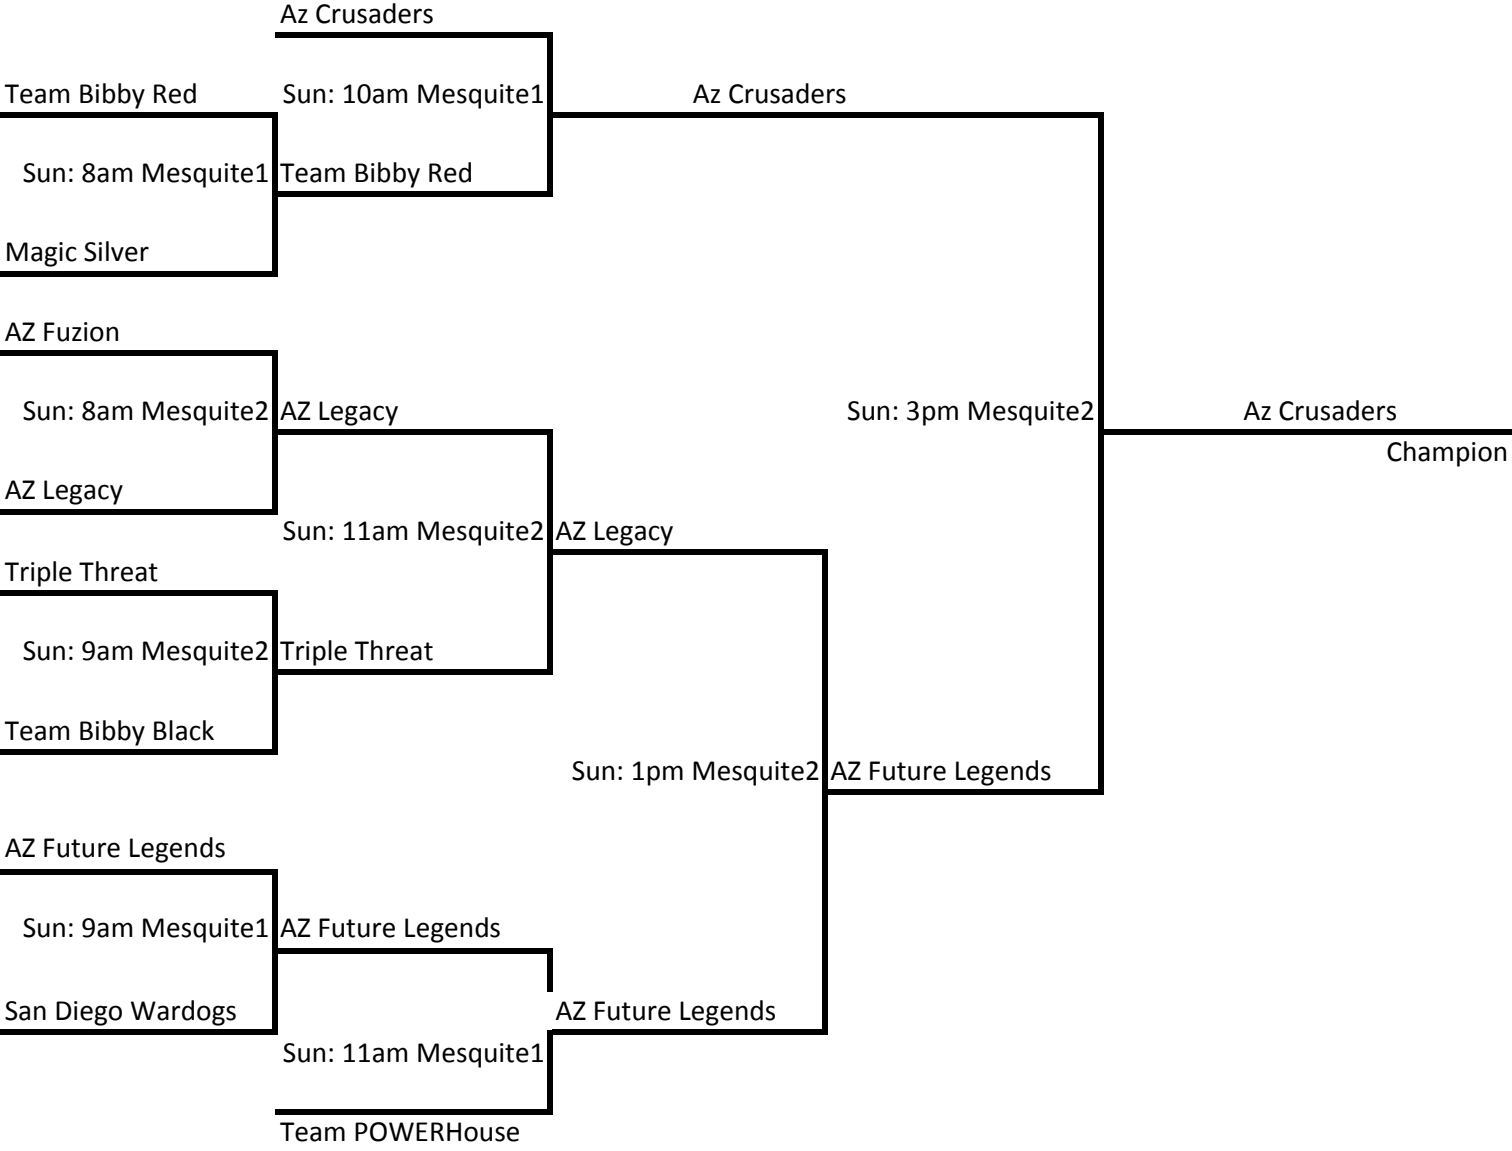 Az Crusaders
Team Bibby Red
Sun: 10am Mesquite1
Az Crusaders
Sun: 8am Mesquite1
Team Bibby Red
Magic Silver
AZ Fuzion
Sun: 8am Mesquite2
AZ Legacy
Sun: 3pm Mesquite2
Az Crusaders
Champion
AZ Legacy
Sun: 11am Mesquite2
AZ Legacy
Triple Threat
Sun: 9am Mesquite2
Triple Threat
Team Bibby Black
Sun: 1pm Mesquite2
AZ Future Legends
AZ Future Legends
Sun: 9am Mesquite1
AZ Future Legends
San Diego Wardogs
AZ Future Legends
Sun: 11am Mesquite1
Team POWERHouse